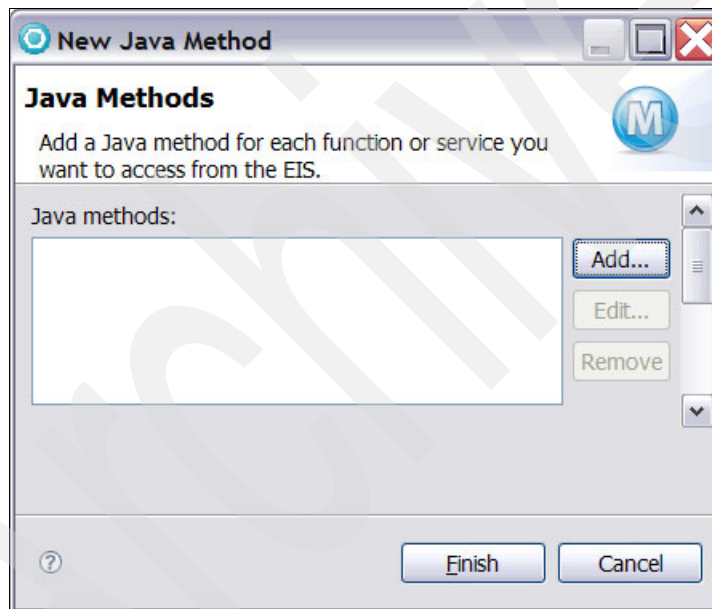 New Java Method
Java Methods
M
Add a Java method for each function or service you
want to access from the EIS.
Java methods:
Add...
Edit...
Remove
?
Finish
Cancel